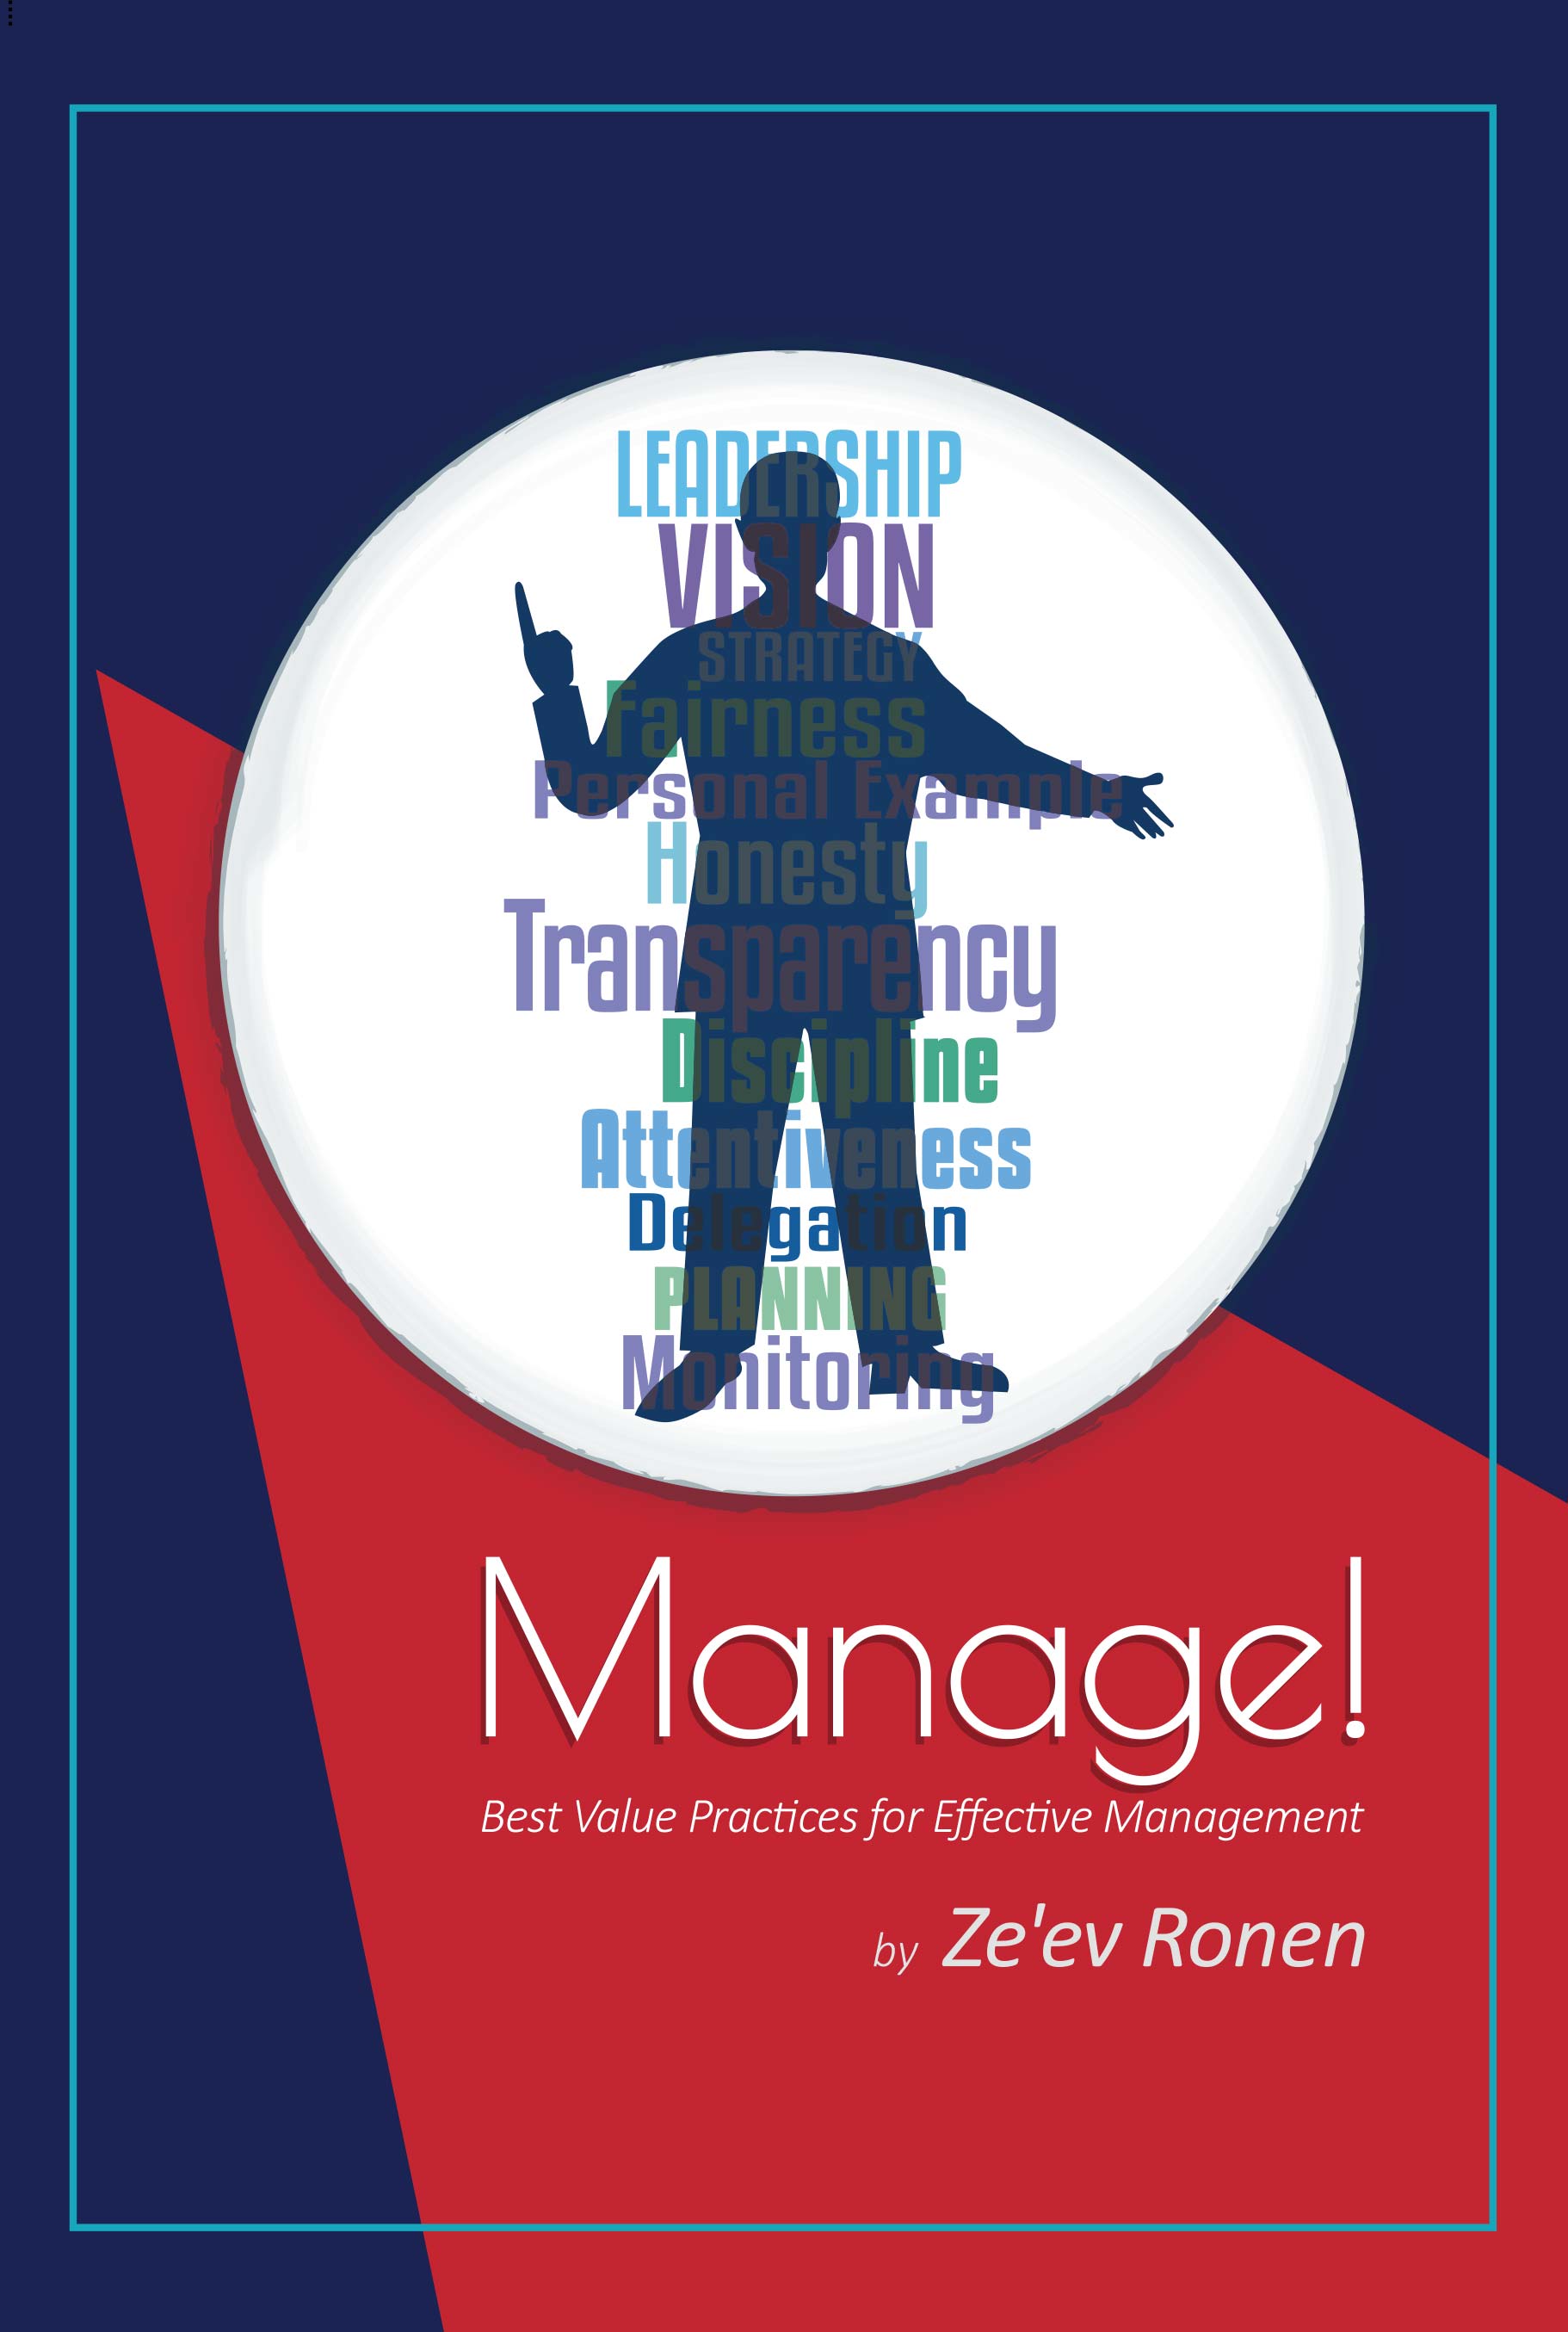 LEADERSHIP
VISION
STRATEGY
Fairness
Personal Example
Honesty
Transparency
Discipline
Attentiveness
Delegation
PLANNING
Monitoring
Manage!
Best Value Practices for Effective Management
by Ze'ev Ronen